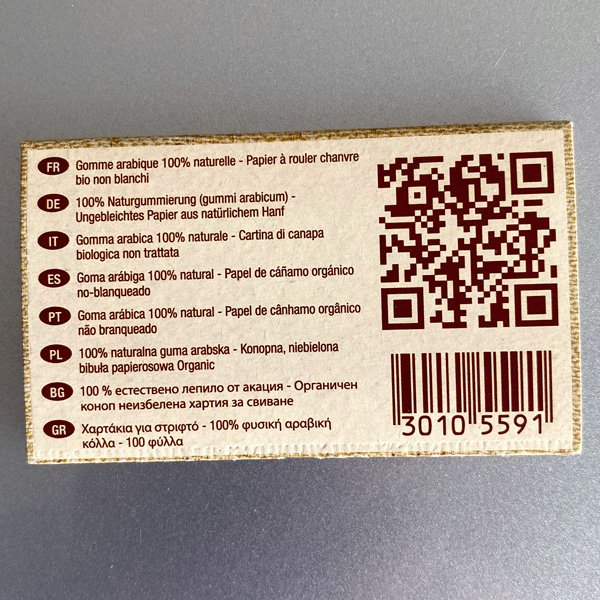 FR Gomme arabique 100% naturelle - Papier à rouler chanvre
bio non blanchi
DE 100% Naturgummierung (gummi arabicum) -
Ungebleichtes Papier aus natürlichem Hanf
IT Gomma arabica 100% naturale - Cartina di canapa
biologica non trattata
ES Goma arábiga 100% natural - Papel de cáñamo orgánico
no-blanqueado
PT Goma arábica 100% natural - Papel de cânhamo orgânico
não branqueado
PL 100% naturalna guma arabska - Konopna, niebielona
bibuła papierosowa Organic
BG 100 % естествено лепило от акация - Органичен
коноп неизбелена хартия за свиване
GR Χαρτάκια για στριφτό - 100% φυσική αραβική
κόλλα - 100 φύλλα
3010 5591